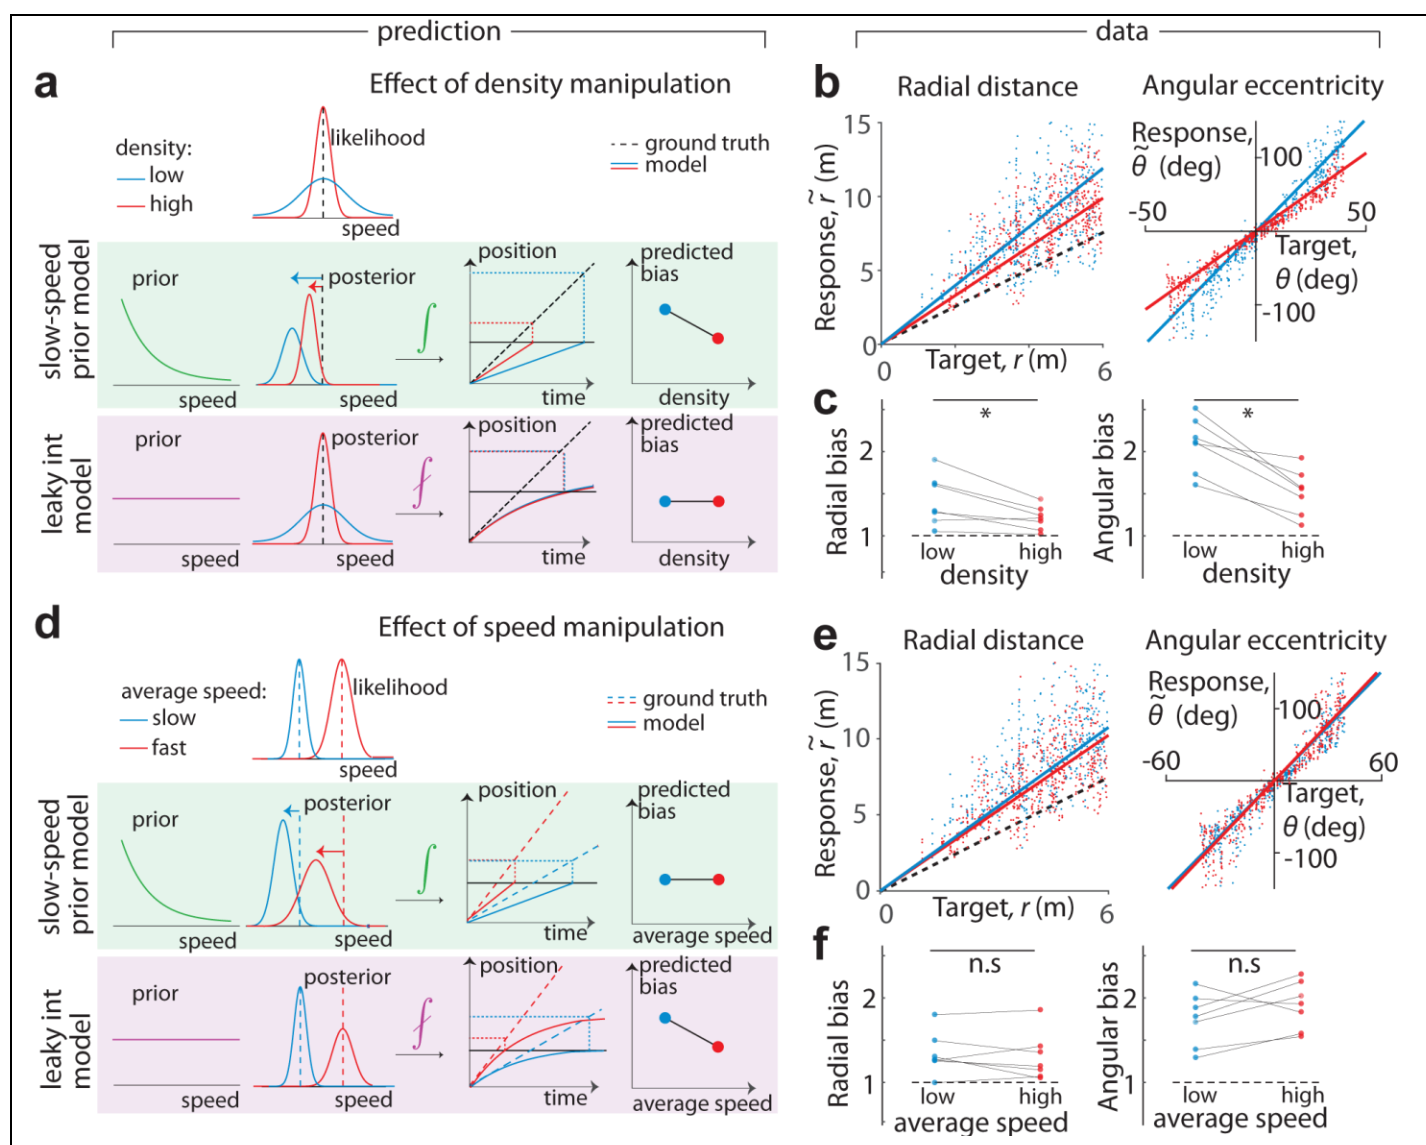 prediction
data
a
Effect of density manipulation
density:
low
high
likelihood
speed
ground truth
model
slow-speed
prior model
prior
speed
posterior
speed
∫
position
time
predicted
bias
density
leaky int
model
prior
speed
posterior
speed
∫
position
time
predicted
bias
density
b
Radial distance
Response, r̃ (m)
15
10
5
0
0
Target, r (m)
6
Angular eccentricity
Response,
θ̃ (deg)
100
-50
50
Target,
θ (deg)
-100
c
Radial bias
2
1
*
low
high
density
Angular bias
2
1
*
low
high
density
d
Effect of speed manipulation
average speed:
slow
fast
likelihood
speed
ground truth
model
slow-speed
prior model
prior
speed
posterior
speed
∫
position
time
predicted
bias
average speed
leaky int
model
prior
speed
posterior
speed
∫
position
time
predicted
bias
average speed
e
Radial distance
Response, r̃ (m)
15
10
5
0
0
Target, r (m)
6
Angular eccentricity
Response,
θ̃ (deg)
100
-60
60
Target,
θ (deg)
-100
f
Radial bias
2
1
n.s
low
high
average speed
Angular bias
2
1
n.s
low
high
average speed